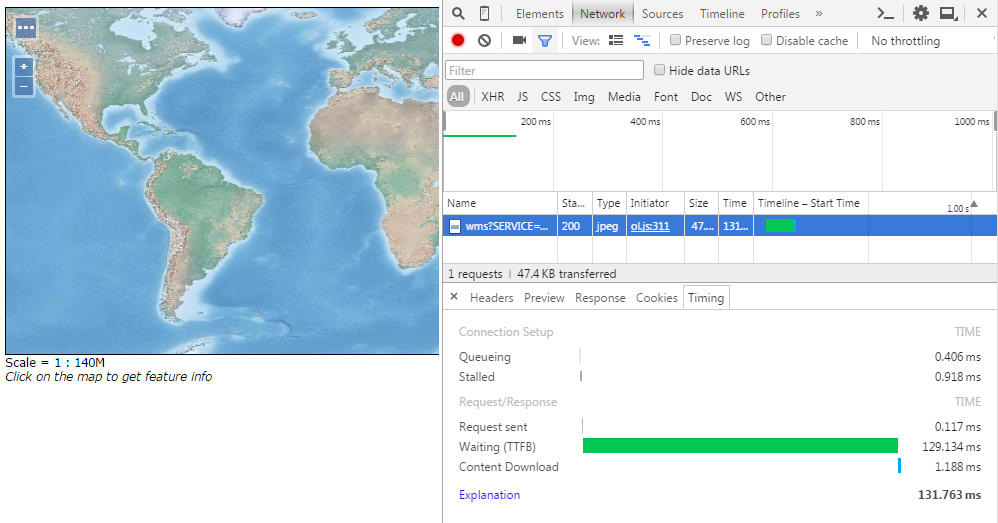 Elements Network Sources Timeline Profiles »
View: Preserve log Disable cache No throttling
Filter Hide data URLs
All XHR JS CSS Img Media Font Doc WS Other
200 ms 400 ms 600 ms 800 ms 1000 ms
Name Sta... Type Initiator Size Time Timeline – Start Time 1.00 s
wms?SERVICE=... 200 jpeg ol.js:311 47.... 131...
1 requests | 47.4 KB transferred
× Headers Preview Response Cookies Timing
Connection Setup TIME
Queueing 0.406 ms
Stalled 0.918 ms
Request/Response TIME
Request sent 0.117 ms
Waiting (TTFB) 129.134 ms
Content Download 1.188 ms
Explanation 131.763 ms
Scale = 1 : 140M
Click on the map to get feature info